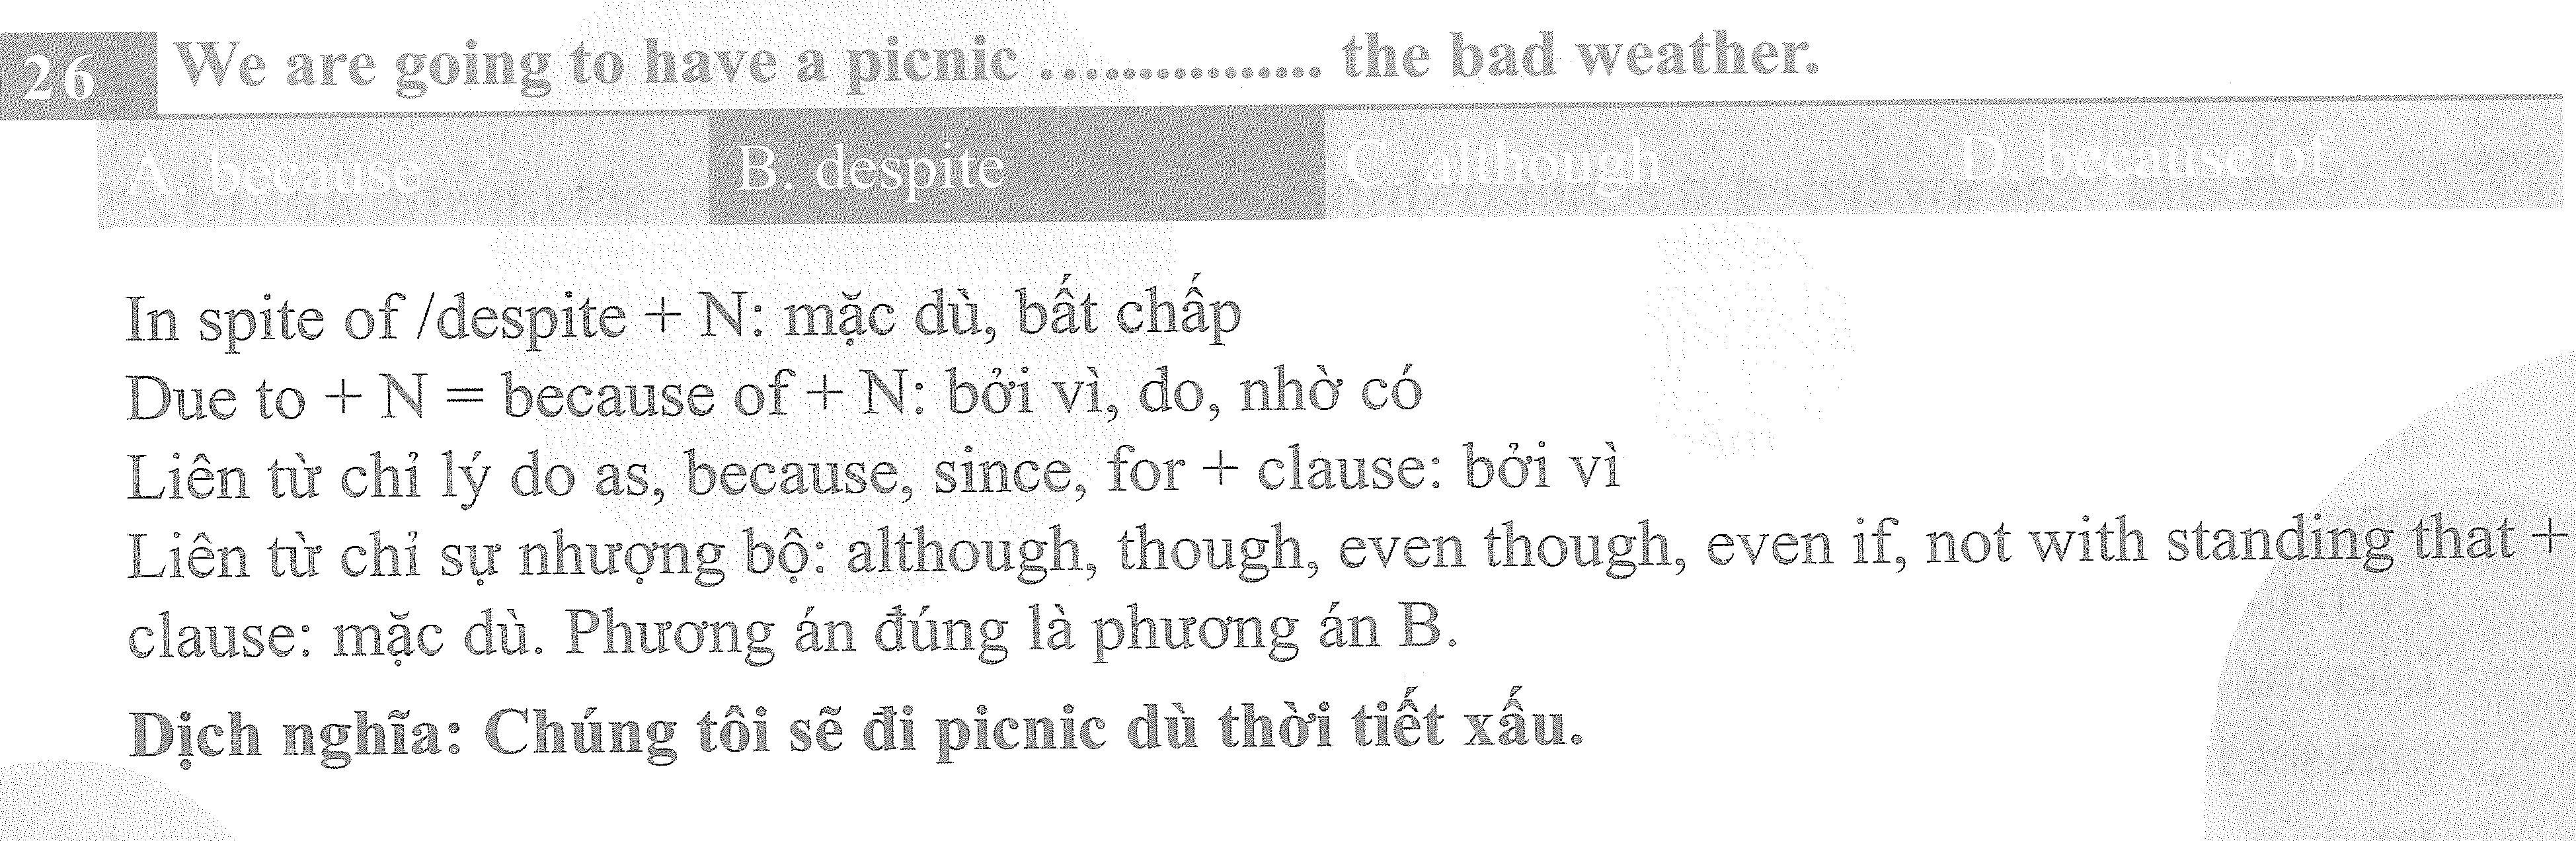 26 We are going to have a picnic ................ the bad weather.
A. because B. despite C. although D. because of
In spite of /despite + N: mặc dù, bất chấp
Due to + N = because of + N: bởi vì, do, nhờ có
Liên từ chỉ lý do as, because, since, for + clause: bởi vì
Liên từ chỉ sự nhượng bộ: although, though, even though, even if, not with standing that +
clause: mặc dù. Phương án đúng là phương án B.
Dịch nghĩa: Chúng tôi sẽ đi picnic dù thời tiết xấu.